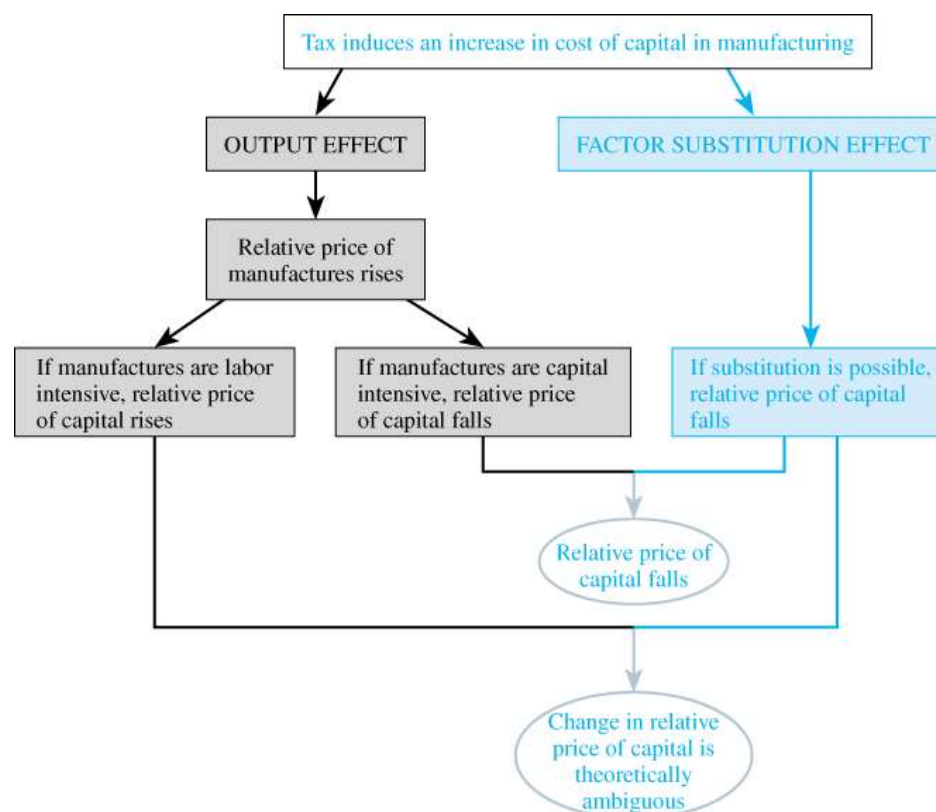 Tax induces an increase in cost of capital in manufacturing
OUTPUT EFFECT
FACTOR SUBSTITUTION EFFECT
Relative price of
manufactures rises
If manufactures are labor
intensive, relative price
of capital rises
If manufactures are capital
intensive, relative price
of capital falls
If substitution is possible,
relative price of capital
falls
Relative price of
capital falls
Change in relative
price of capital is
theoretically
ambiguous